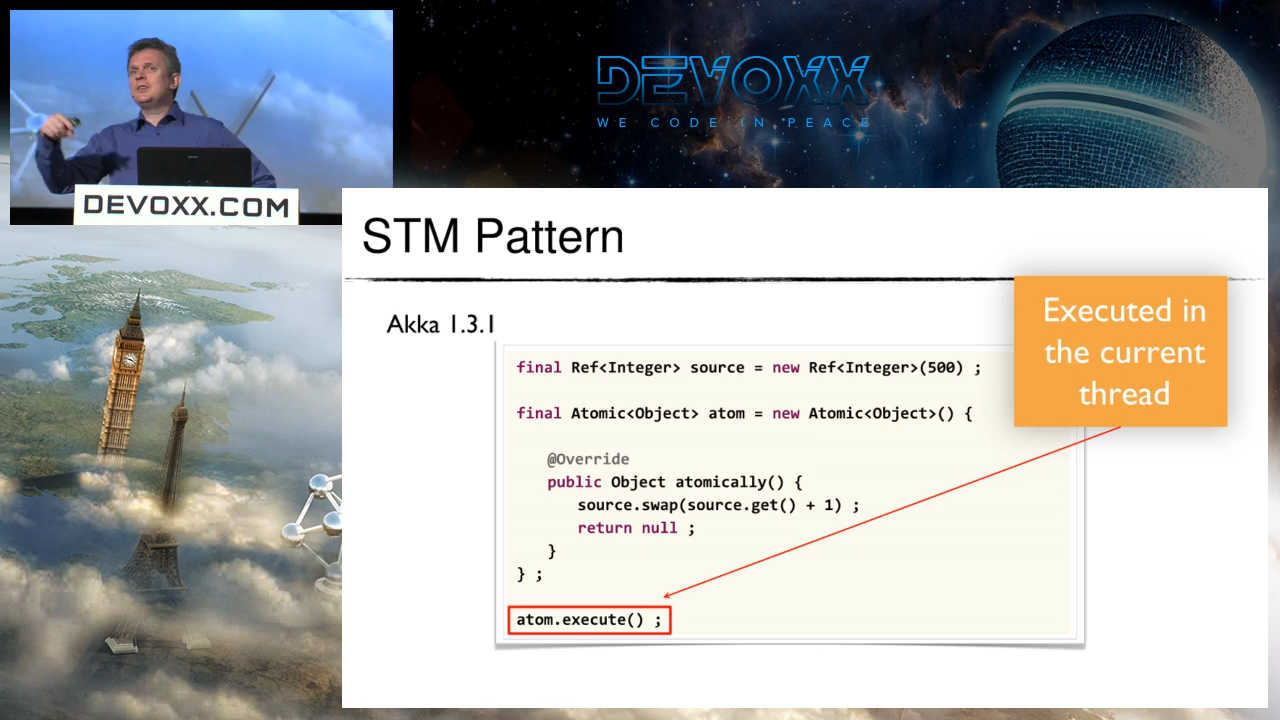 DEVOXX
WE CODE IN PEACE
DEVOXX.COM
STM Pattern
Akka 1.3.1
Executed in
the current
thread
final Ref<Integer> source = new Ref<Integer>(500) ;
final Atomic<Object> atom = new Atomic<Object>() {
@Override
public Object atomically() {
source.swap(source.get() + 1) ;
return null ;
}
} ;
atom.execute() ;